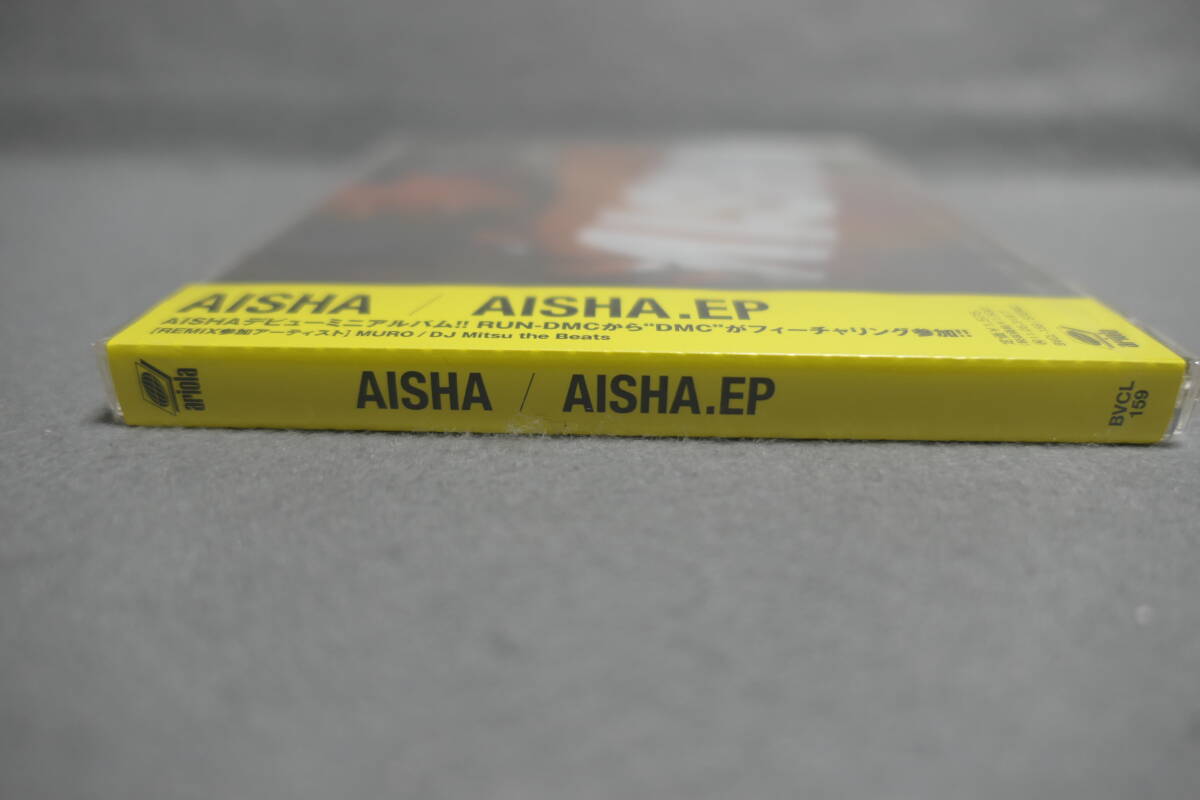 AISHA / AISHA.EP
AISHAデビューミニアルバム!! RUN-DMCから"DMC"がフィーチャリング参加!!
[REMIX参加アーティスト] MURO / DJ Mitsu the Beats
ariola
AISHA / AISHA.EP
BVCL
159